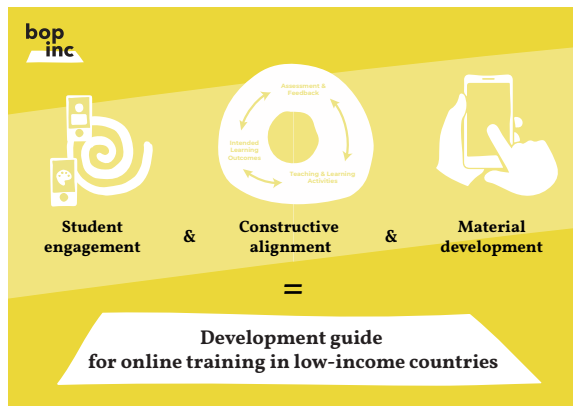 bop
inc
Assessment &
Feedback
Intended
Learning
Outcomes
Teaching & Learning
Activities
Student
engagement
&
Constructive
alignment
&
Material
development
=
Development guide
for online training in low-income countries